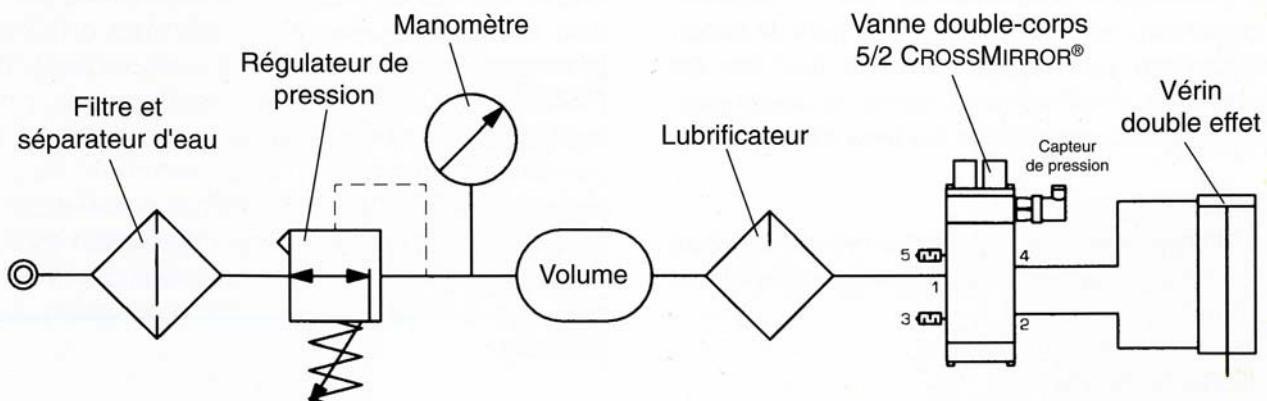 Manomètre
Régulateur de
pression
Filtre et
séparateur d'eau
Vanne double-corps
5/2 CROSSMIRROR®
Lubrificateur
Capteur
de pression
Vérin
double effet
Volume
5
4
1
3
2